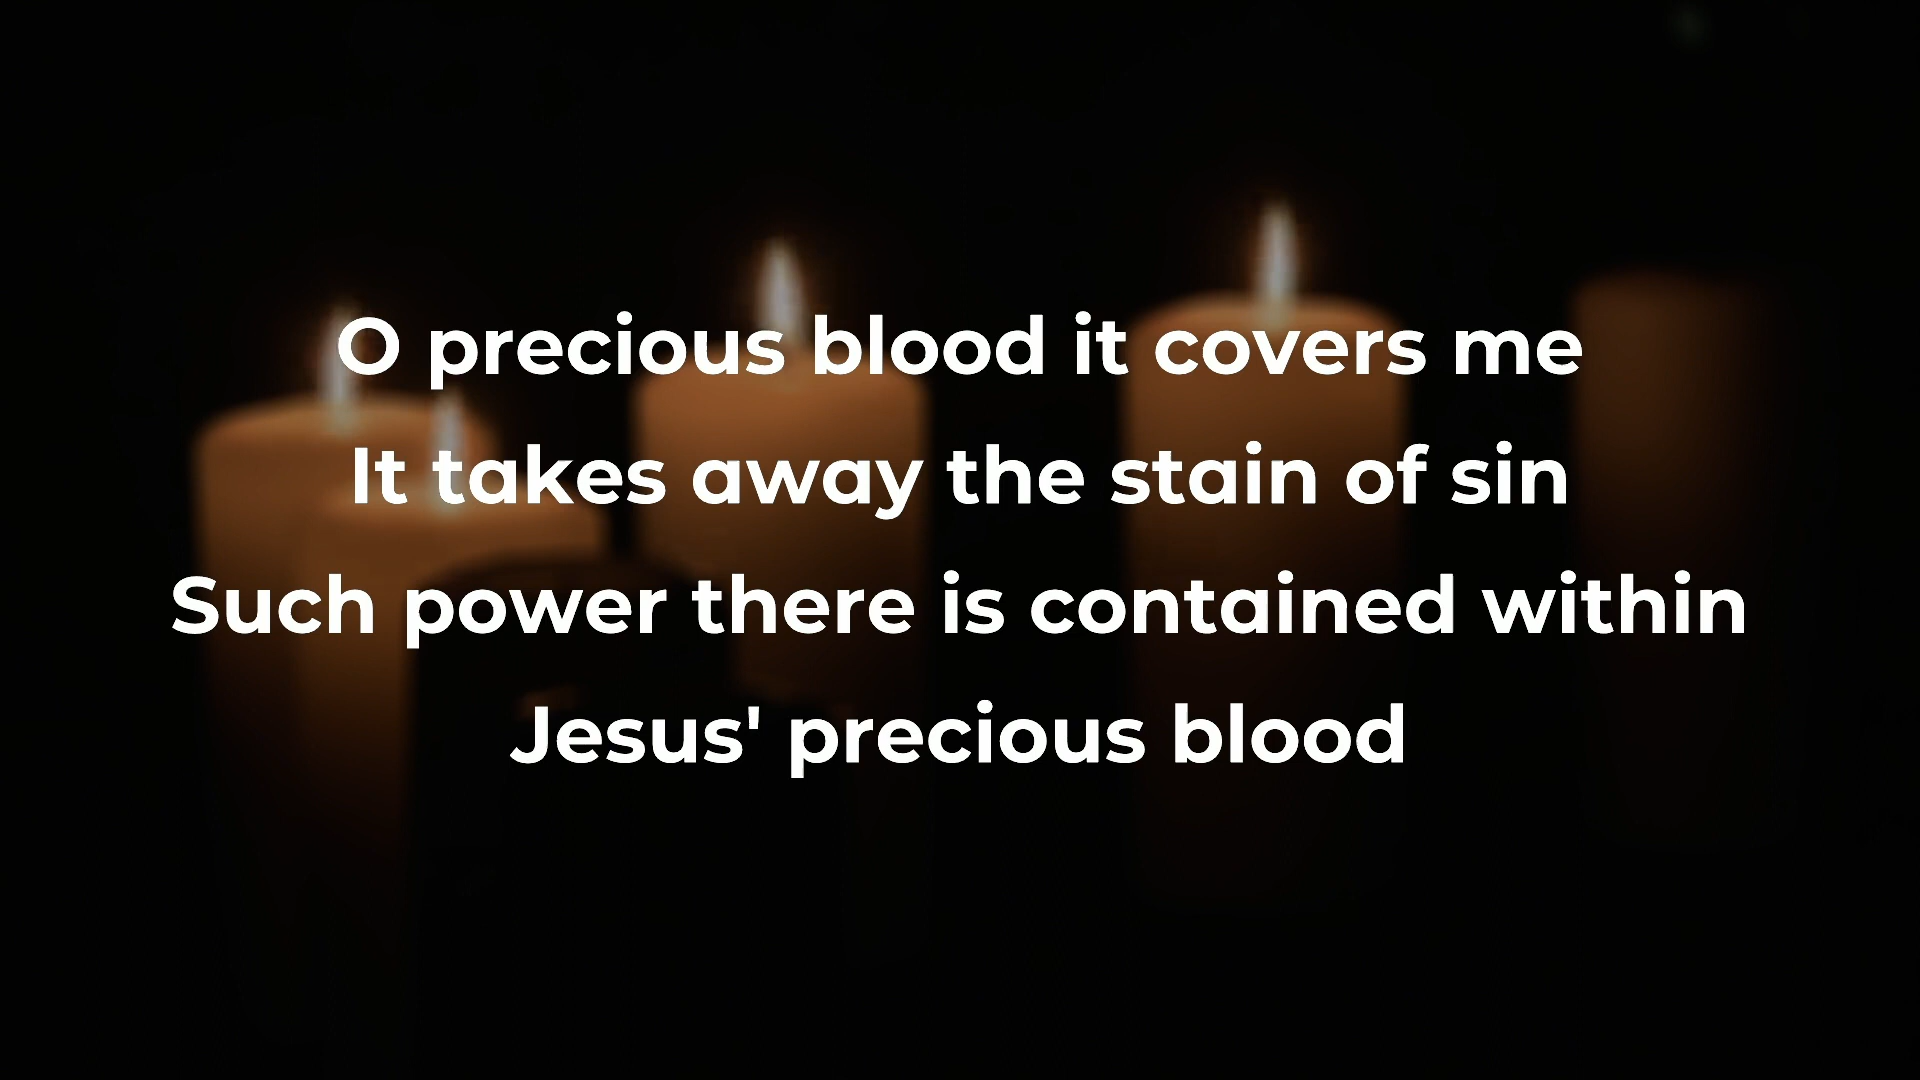 O precious blood it covers me
It takes away the stain of sin
Such power there is contained within
Jesus' precious blood